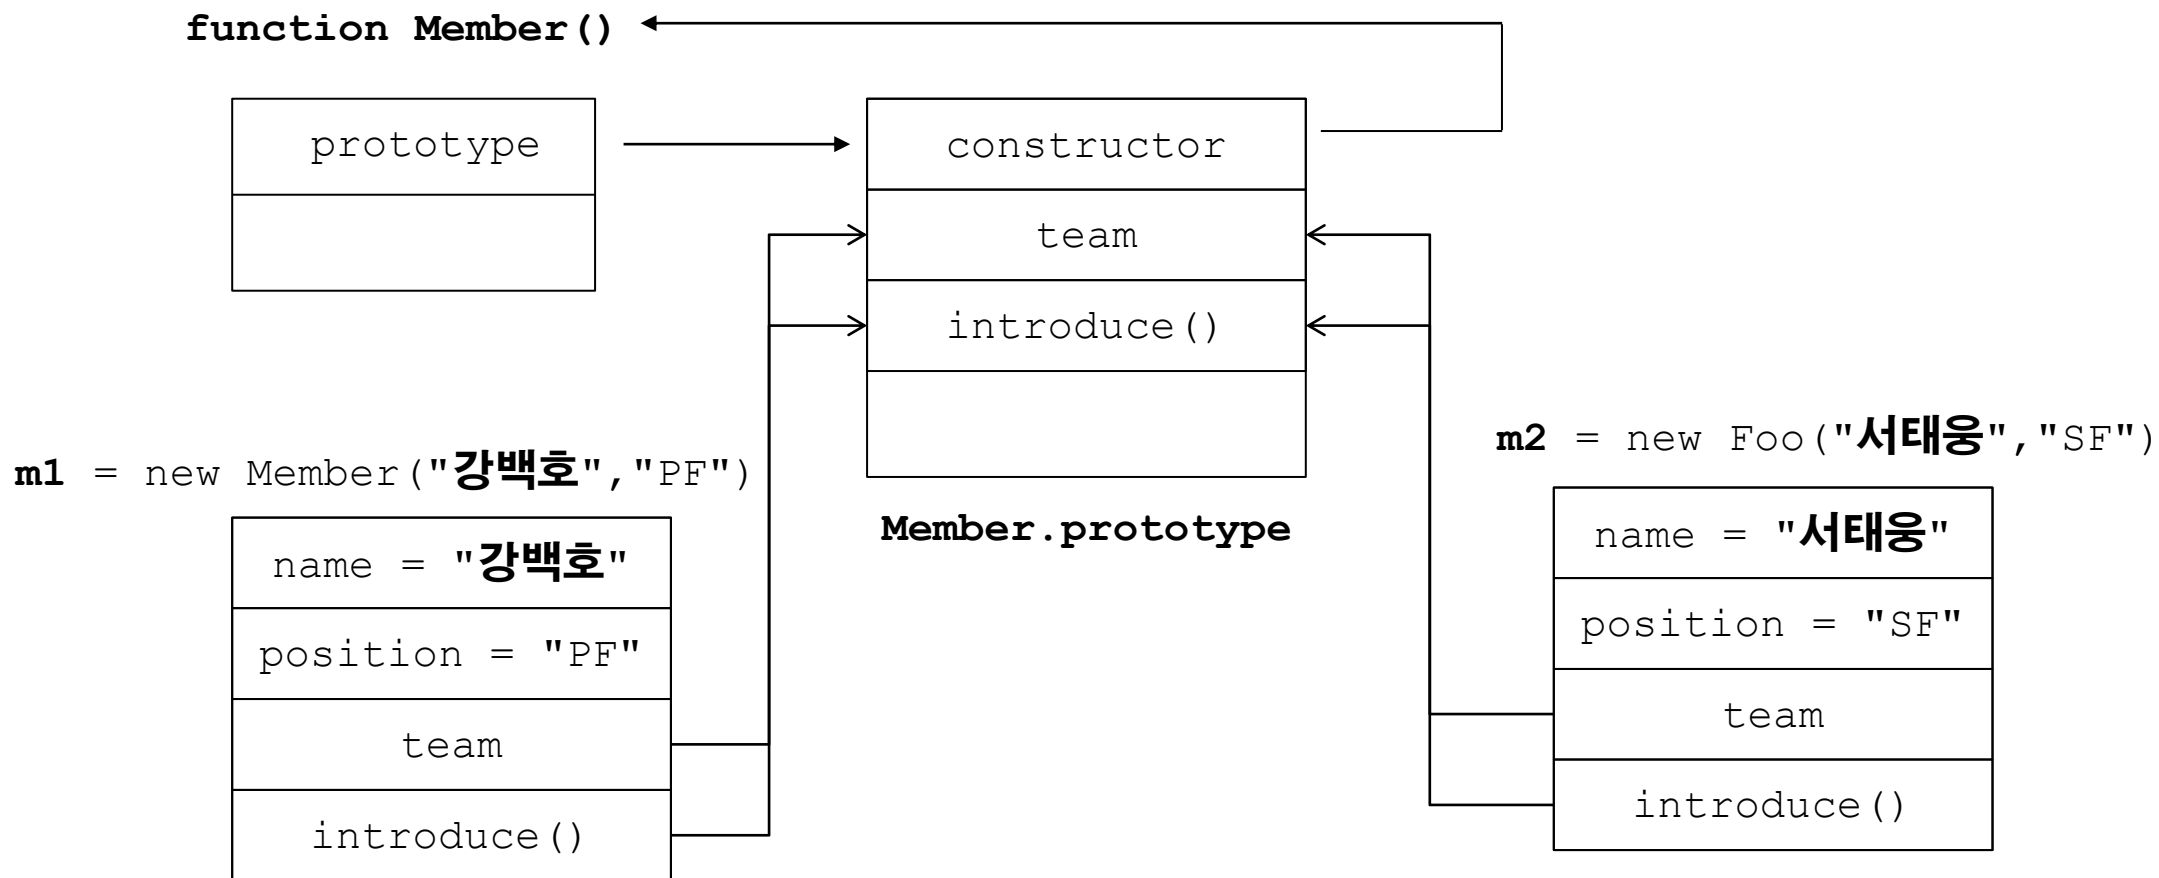 function Member()
prototype
constructor
team
introduce()
Member.prototype
m1 = new Member("강백호","PF")
name = "강백호"
position = "PF"
team
introduce()
m2 = new Foo("서태웅","SF")
name = "서태웅"
position = "SF"
team
introduce()